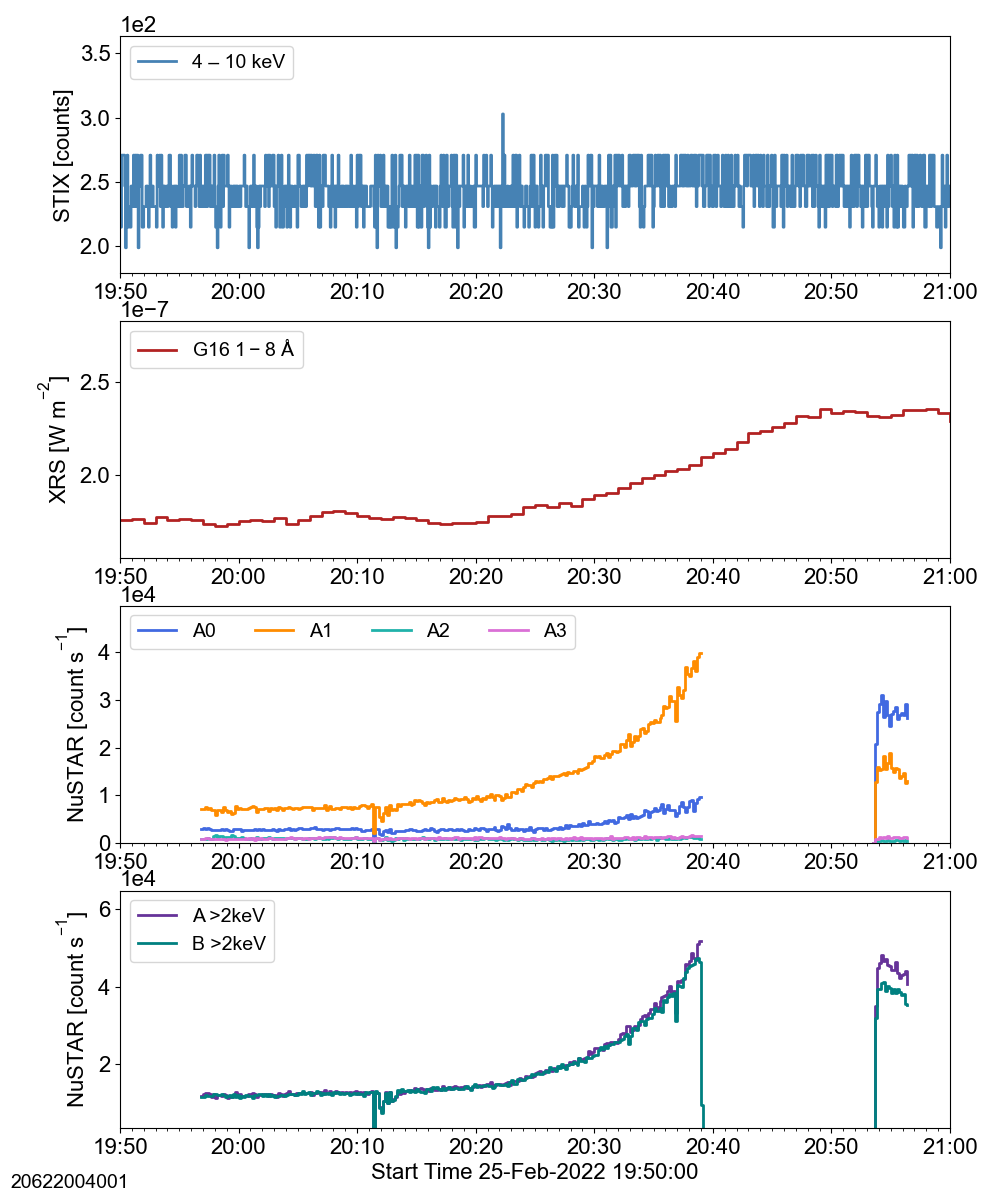 1e2
3.5
3.0
2.5
2.0
STIX [counts]
4 – 10 keV
19:50 20:00 20:10 20:20 20:30 20:40 20:50 21:00
1e−7
2.5
2.0
XRS [W m⁻²]
G16 1 – 8 Å
19:50 20:00 20:10 20:20 20:30 20:40 20:50 21:00
1e4
4
3
2
1
0
NuSTAR [count s⁻¹]
A0 A1 A2 A3
19:50 20:00 20:10 20:20 20:30 20:40 20:50 21:00
1e4
6
4
2
NuSTAR [count s⁻¹]
A >2keV
B >2keV
19:50 20:00 20:10 20:20 20:30 20:40 20:50 21:00
Start Time 25-Feb-2022 19:50:00
20622004001